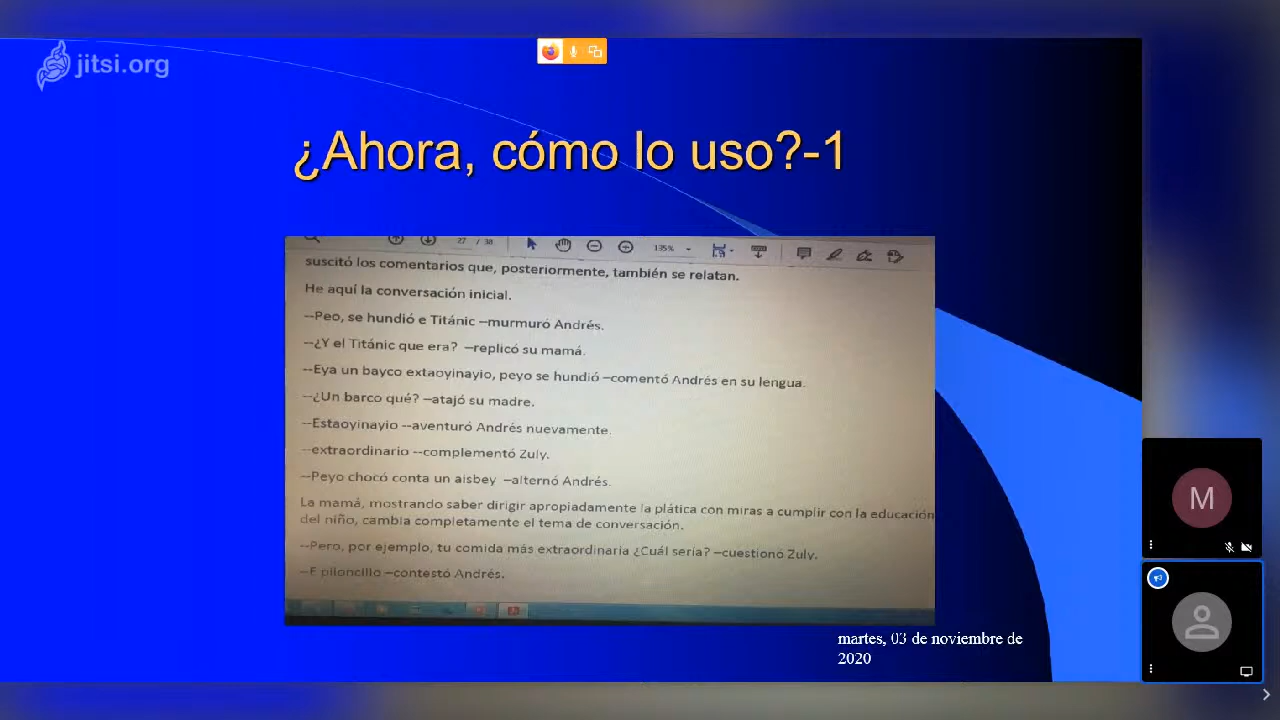 jitsi.org
¿Ahora, cómo lo uso?-1
27 / 38
135%
suscitó los comentarios que, posteriormente, también se relatan.
He aquí la conversación inicial.
--Peo, se hundió e Titánic –murmuró Andrés.
--¿Y el Titánic que era? –replicó su mamá.
--Eya un bayco extaoyinayio, peyo se hundió –comentó Andrés en su lengua.
--¿Un barco qué? –atajó su madre.
--Estaoyinayio --aventuró Andrés nuevamente.
--extraordinario --complementó Zuly.
--Peyo chocó conta un aisbey –alternó Andrés.
La mamá, mostrando saber dirigir apropiadamente la plática con miras a cumplir con la educación
del niño, cambia completamente el tema de conversación.
--Pero, por ejemplo, tu comida más extraordinaria ¿Cuál sería? –cuestionó Zuly.
--E piloncillo –contestó Andrés.
martes, 03 de noviembre de
2020
M